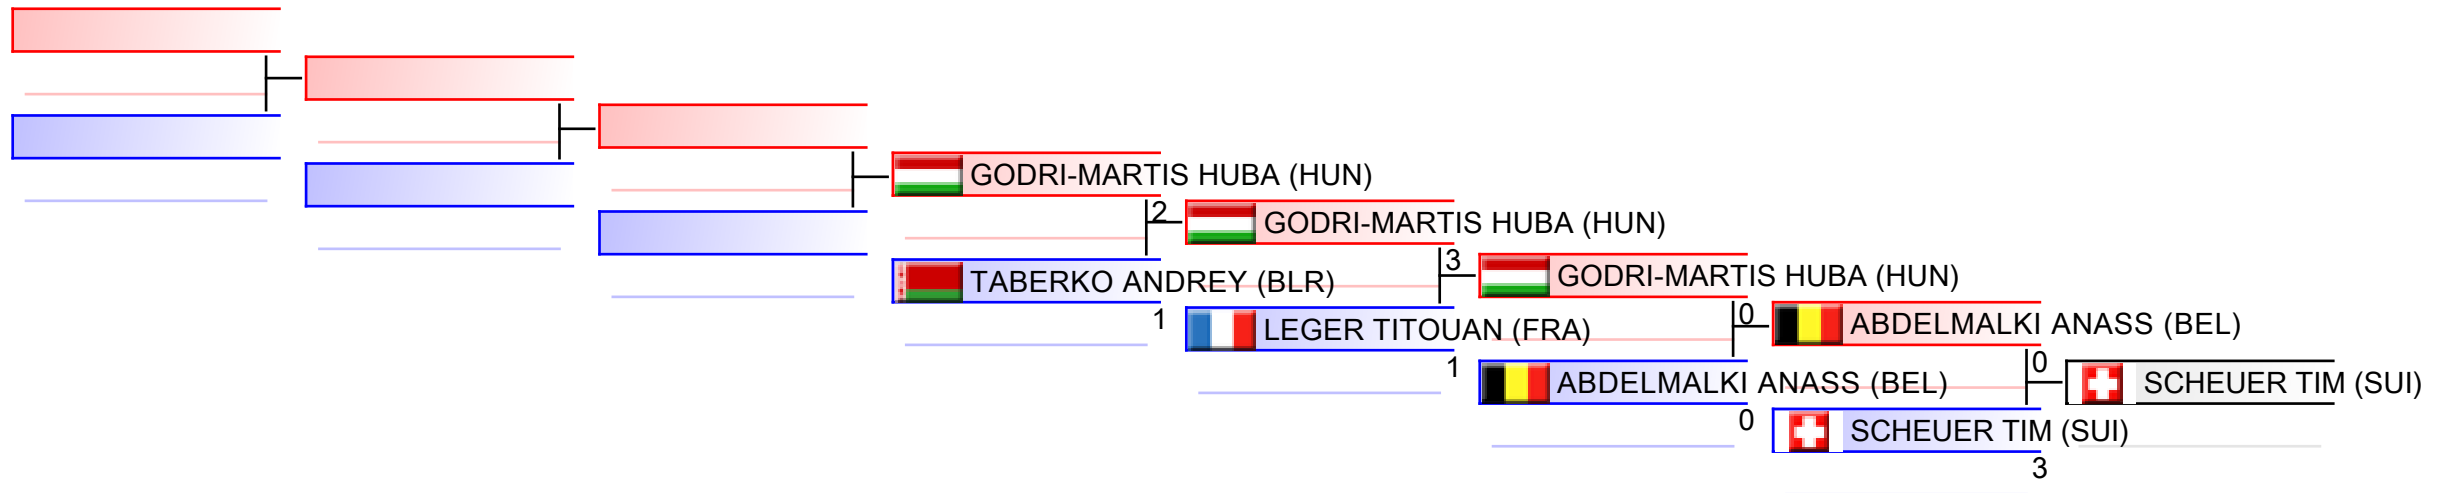 GODRI-MARTIS HUBA (HUN)
2
GODRI-MARTIS HUBA (HUN)
TABERKO ANDREY (BLR)
1
3
GODRI-MARTIS HUBA (HUN)
LEGER TITOUAN (FRA)
1
0
ABDELMALKI ANASS (BEL)
ABDELMALKI ANASS (BEL)
0
0
SCHEUER TIM (SUI)
SCHEUER TIM (SUI)
3